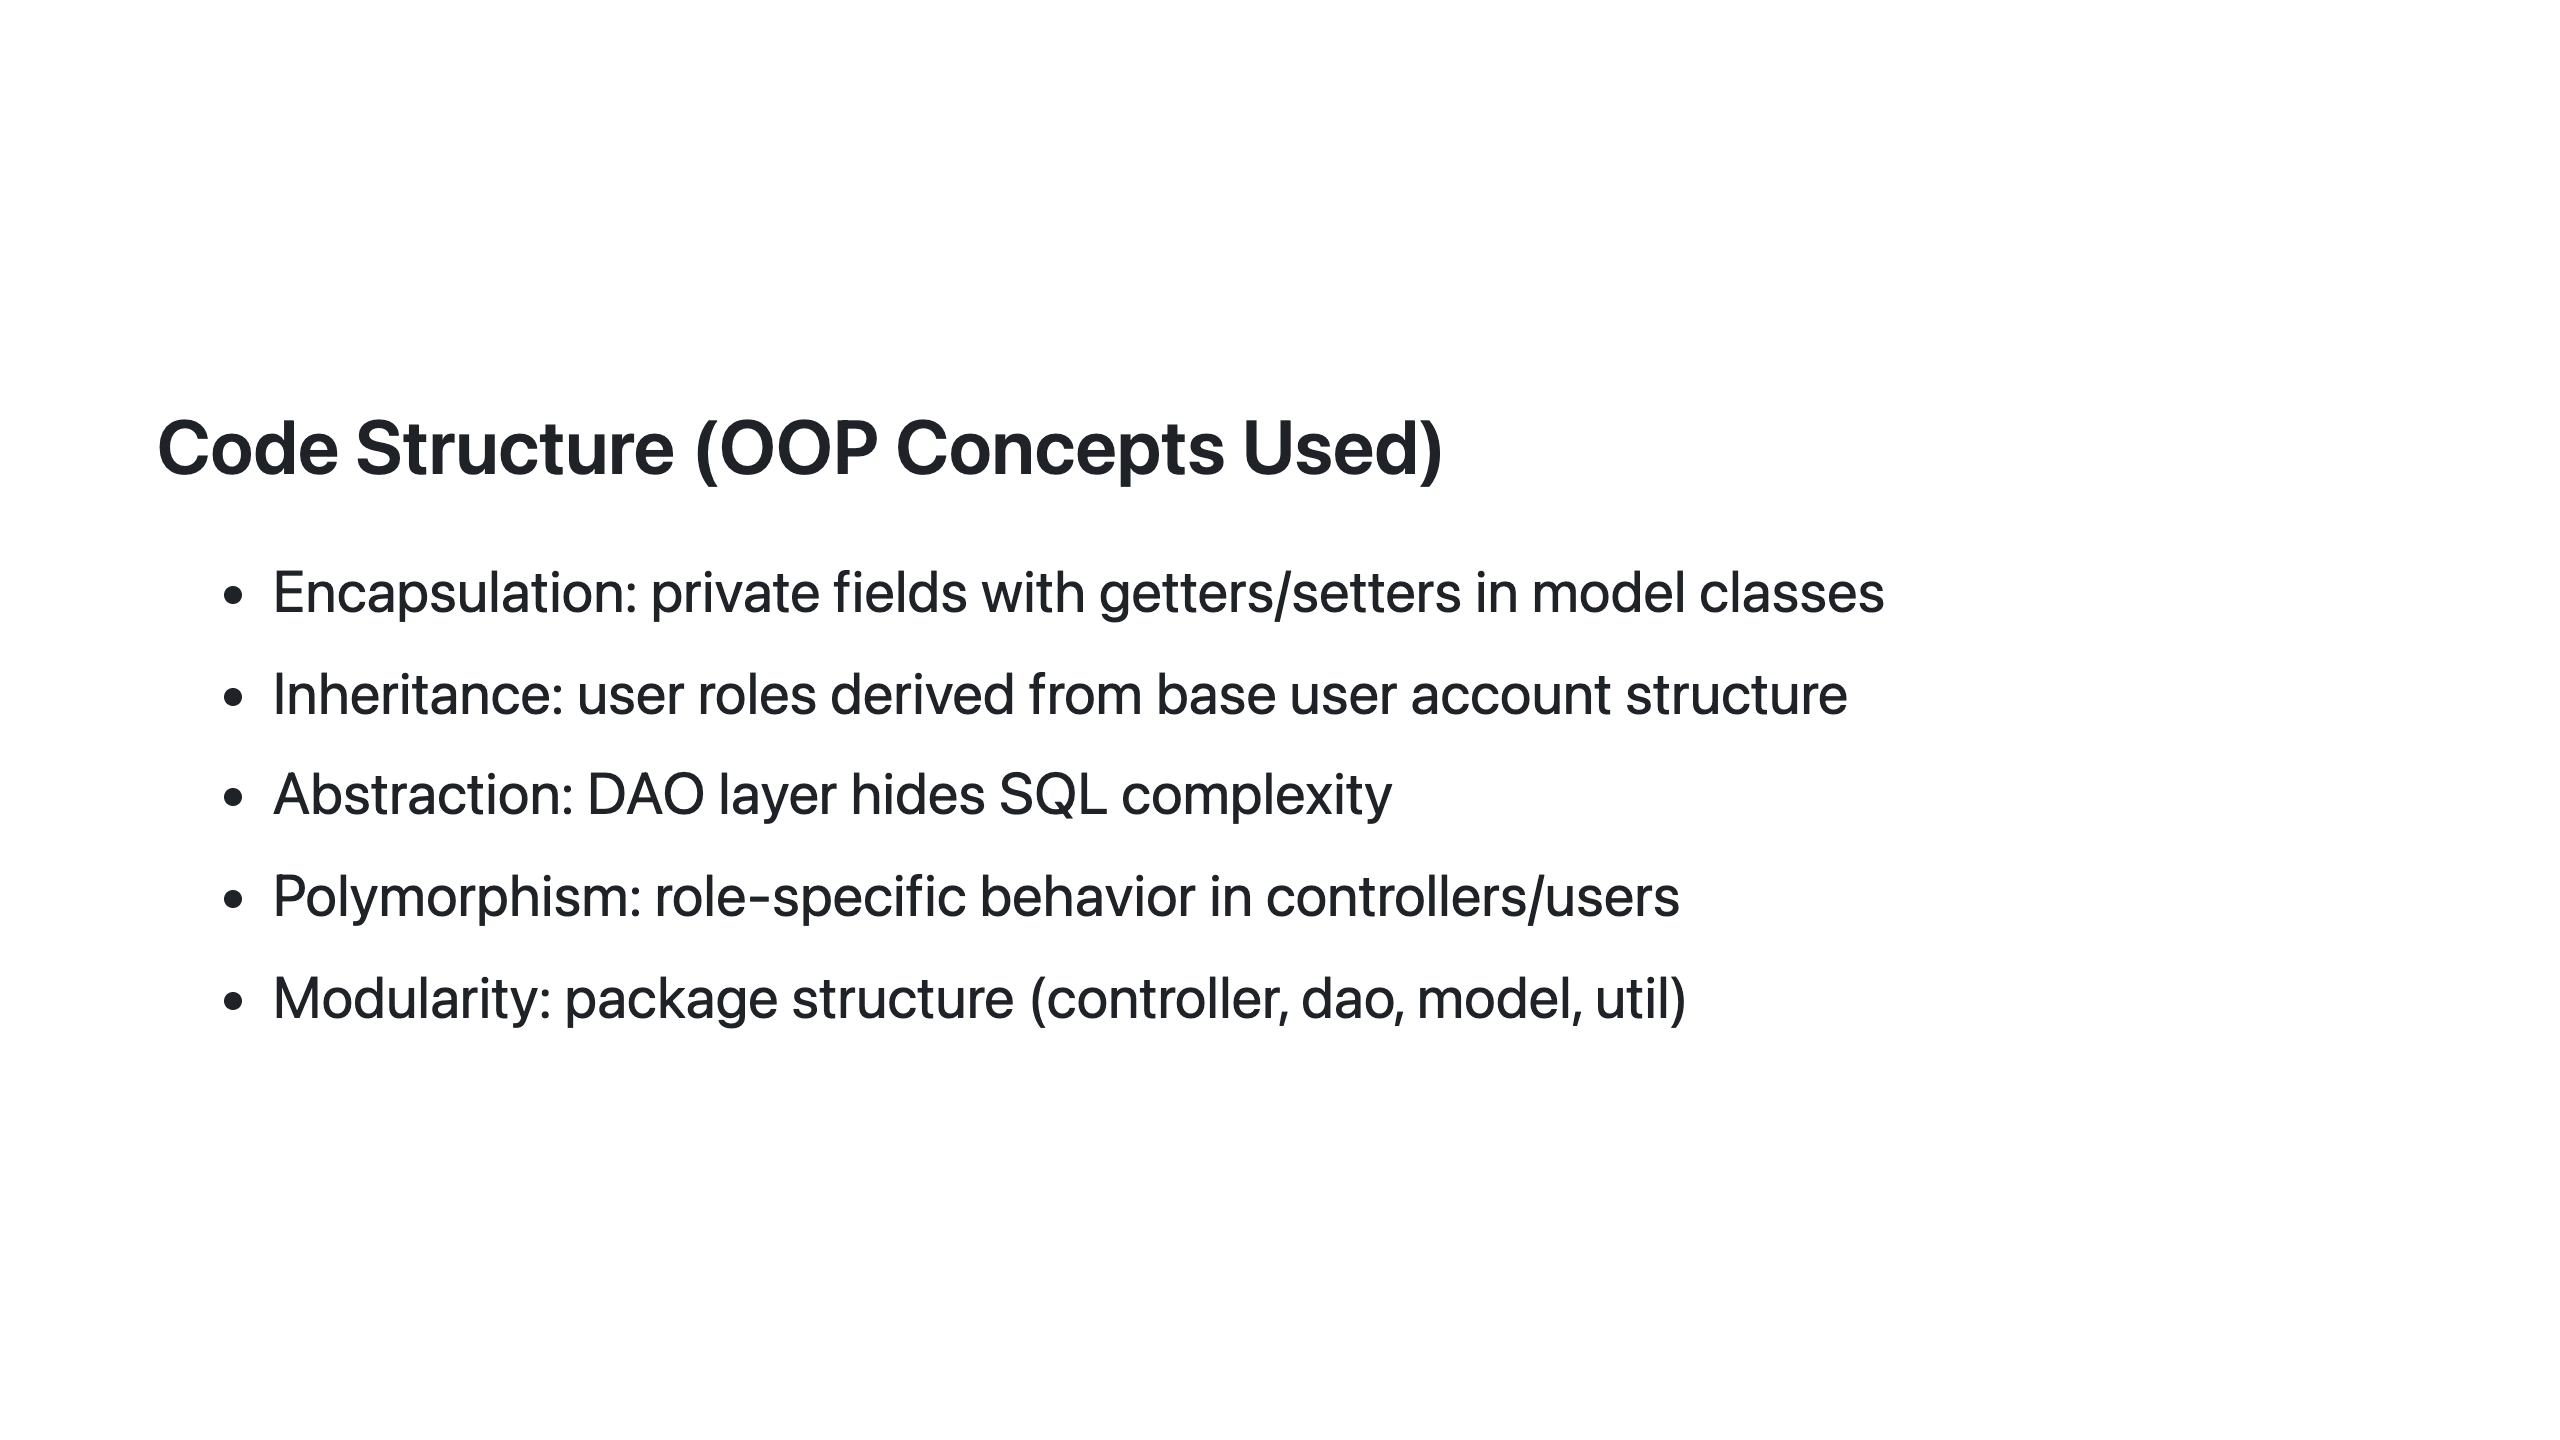 Code Structure (OOP Concepts Used)
• Encapsulation: private fields with getters/setters in model classes
• Inheritance: user roles derived from base user account structure
• Abstraction: DAO layer hides SQL complexity
• Polymorphism: role-specific behavior in controllers/users
• Modularity: package structure (controller, dao, model, util)